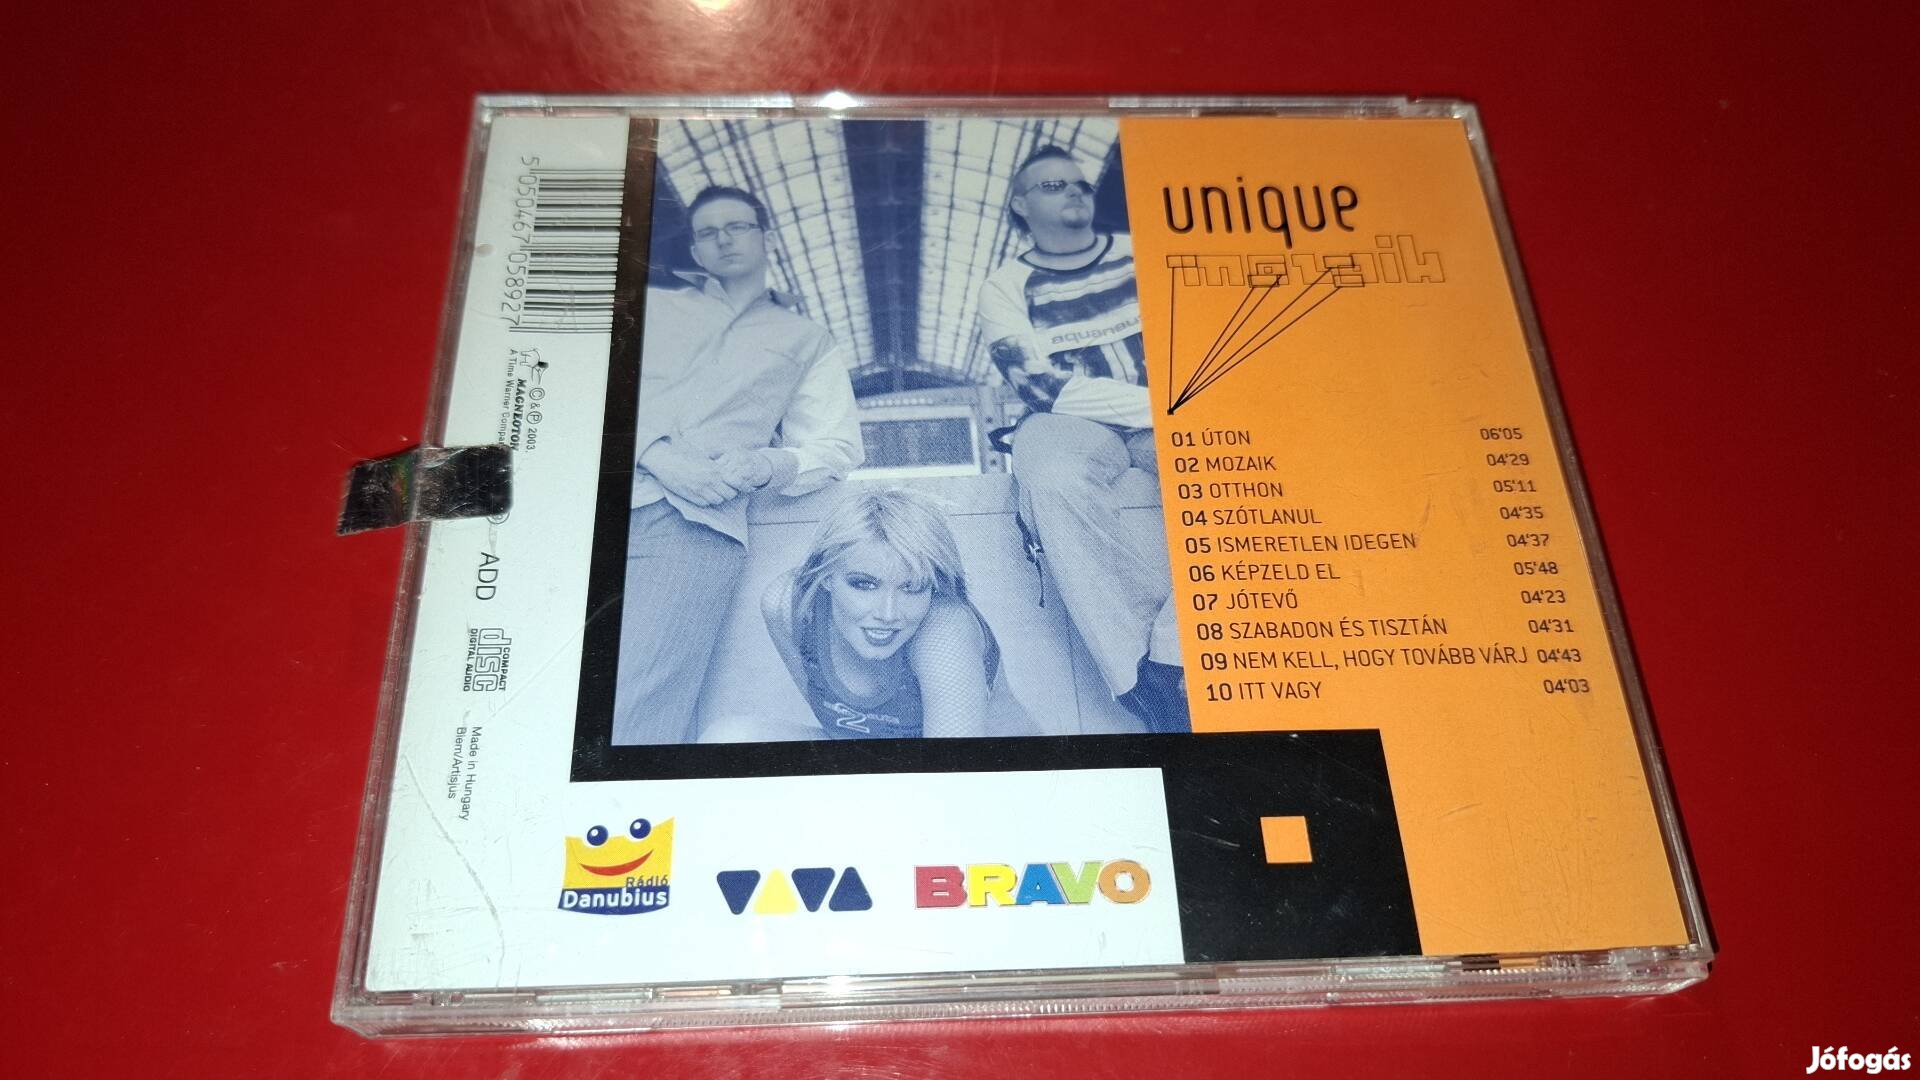 unique
mozaik
01 ÚTON 06'05
02 MOZAIK 04'29
03 OTTHON 05'11
04 SZÓTLANUL 04'35
05 ISMERETLEN IDEGEN 04'37
06 KÉPZELD EL 05'48
07 JÓTEVŐ 04'23
08 SZABADON ÉS TISZTÁN 04'31
09 NEM KELL, HOGY TOVÁBB VÁRJ 04'43
10 ITT VAGY 04'03
5 050467 058927
© & ℗ 2003.
MAGNEOTON
A Time Warner Company
ADD
COMPACT
disc
DIGITAL AUDIO
Made in Hungary
Biem/Artisjus
Rádió
Danubius
VIVA
BRAVO
Jófogás